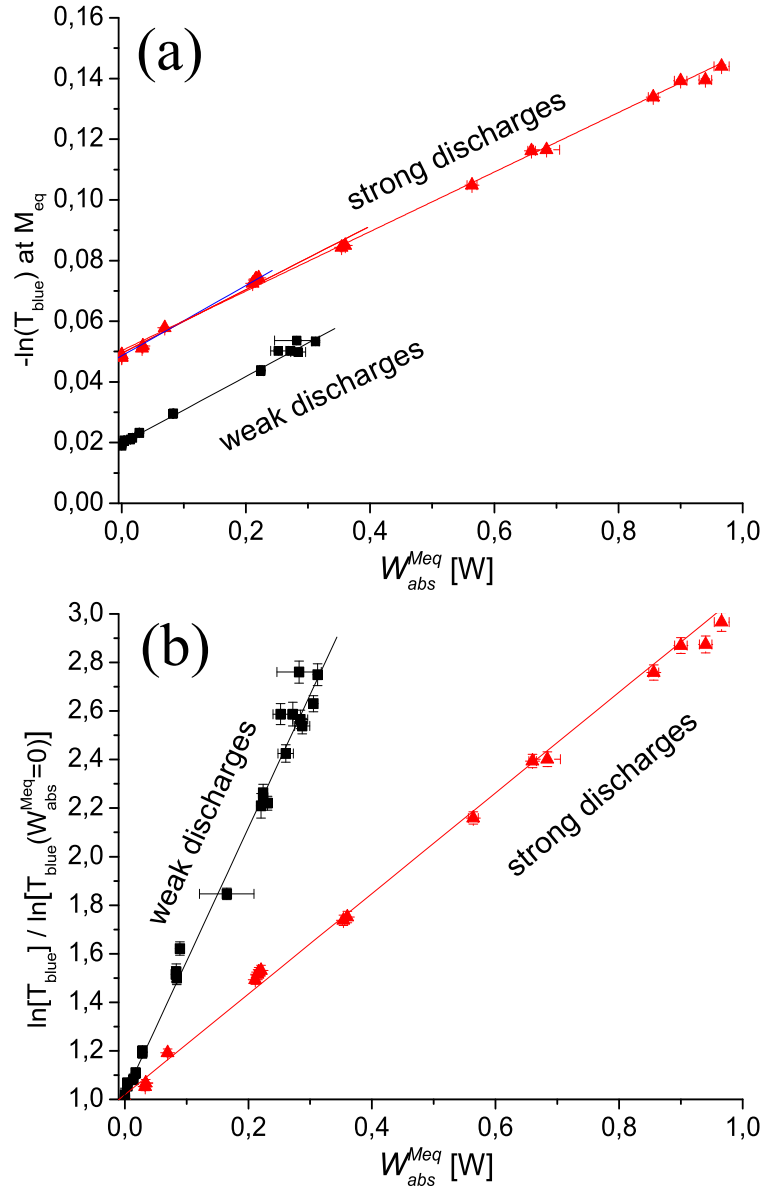 (a)
0,16
0,14
0,12
0,10
0,08
0,06
0,04
0,02
0,00
-ln(T_blue) at M_eq
strong discharges
weak discharges
0,0 0,2 0,4 0,6 0,8 1,0
W_abs^Meq [W]
(b)
3,0
2,8
2,6
2,4
2,2
2,0
1,8
1,6
1,4
1,2
1,0
ln[T_blue] / ln[T_blue(W_abs^Meq=0)]
weak discharges
strong discharges
0,0 0,2 0,4 0,6 0,8 1,0
W_abs^Meq [W]